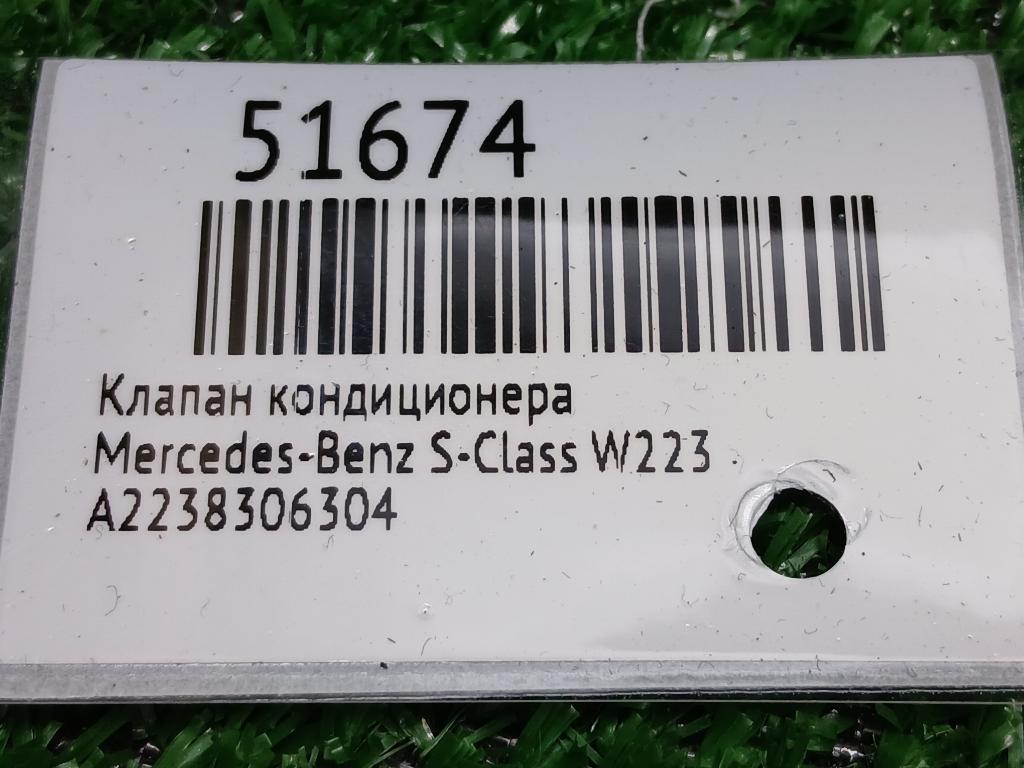 51674
Клапан кондиционера
Mercedes-Benz S-Class W223
A2238306304